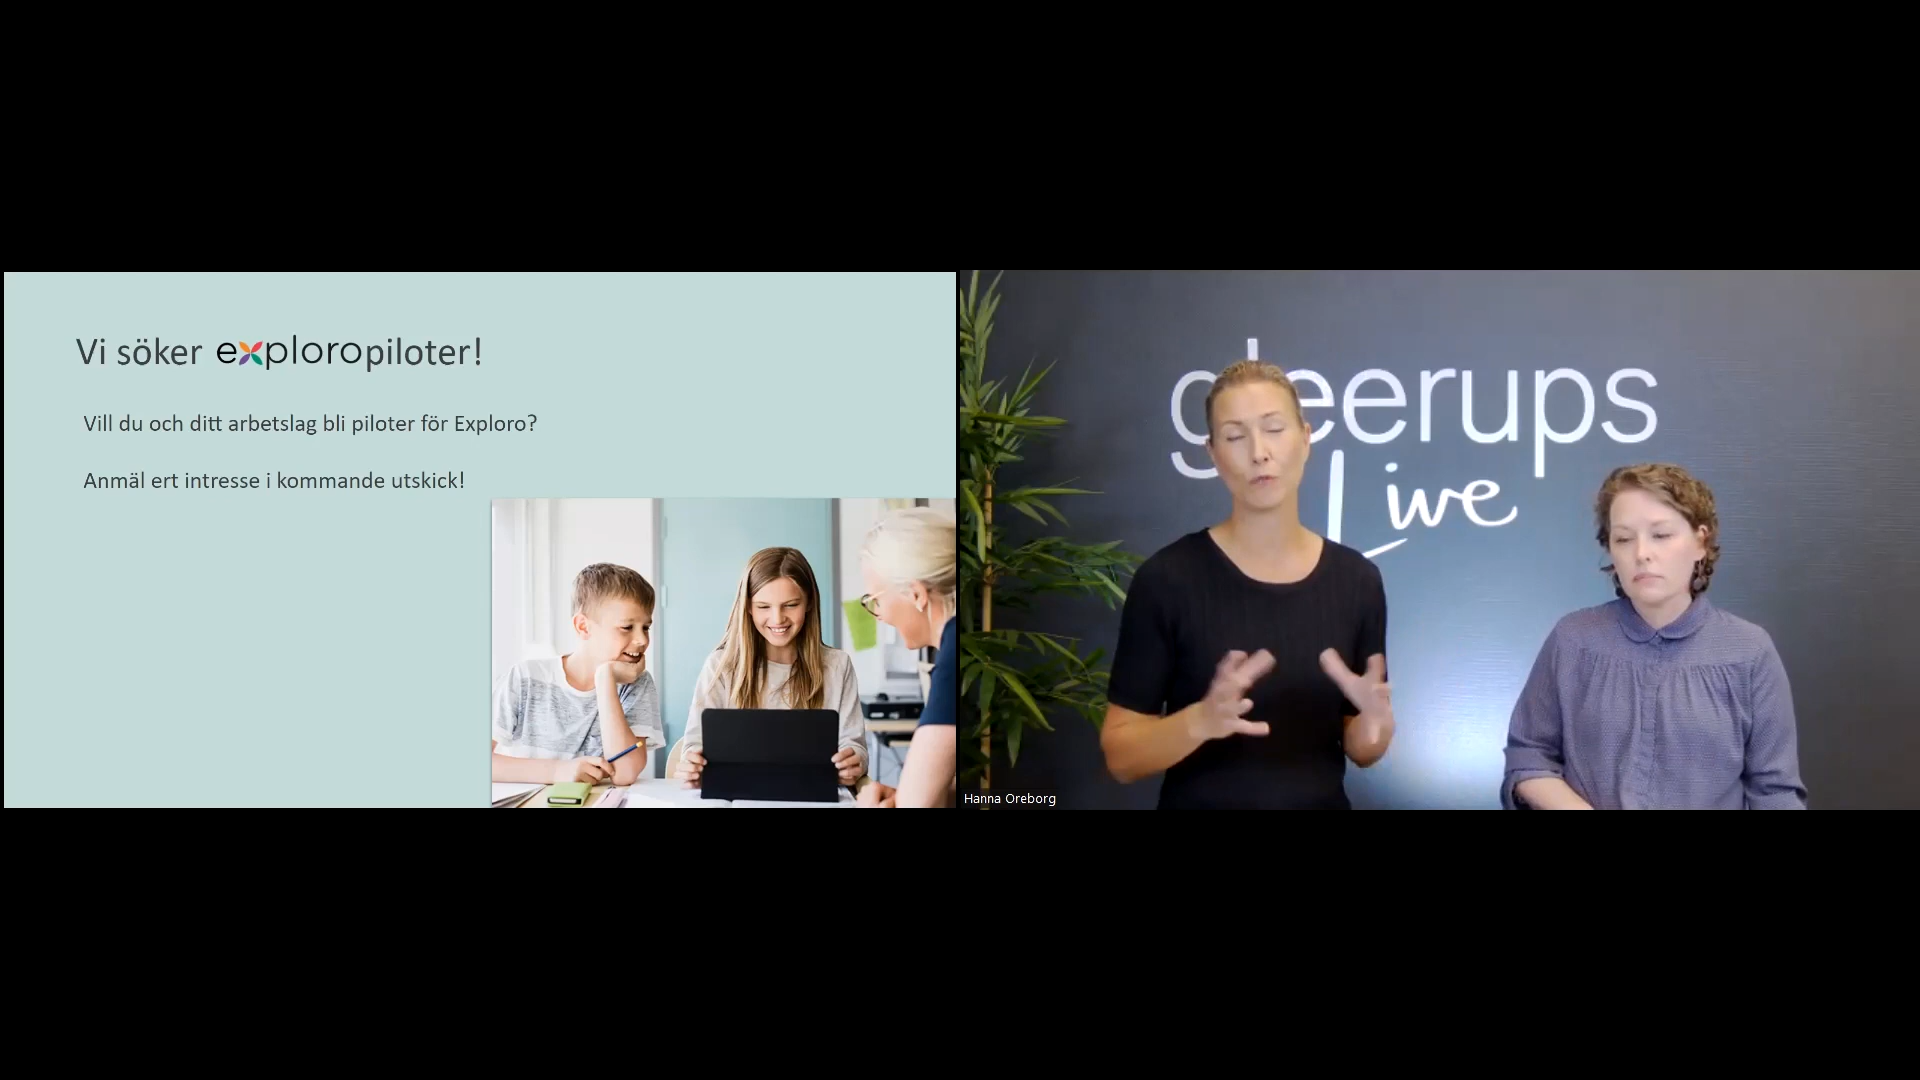 Vi söker exploropiloter!
Vill du och ditt arbetslag bli piloter för Exploro?
Anmäl ert intresse i kommande utskick!
gleerups
Live
Hanna Oreborg